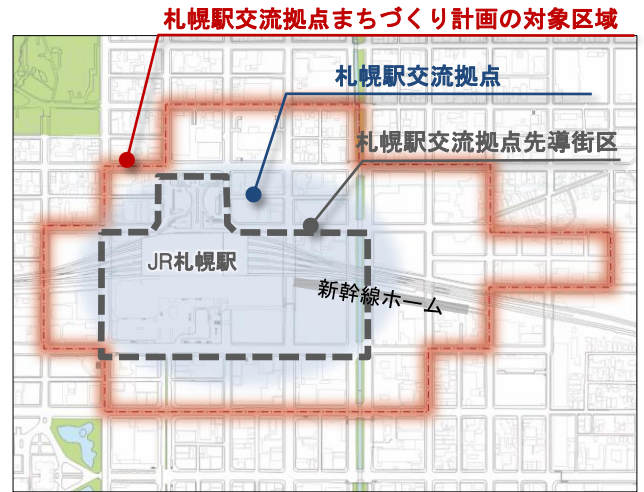 札幌駅交流拠点まちづくり計画の対象区域
札幌駅交流拠点
札幌駅交流拠点先導街区
JR札幌駅
新幹線ホーム